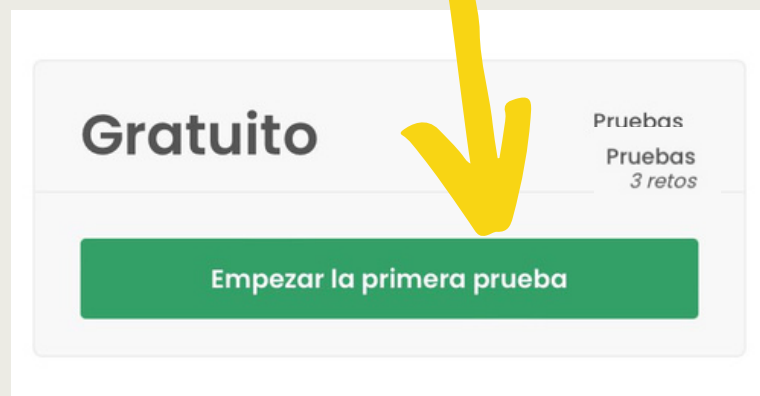 Gratuito
Pruebas
Pruebas
3 retos
Empezar la primera prueba